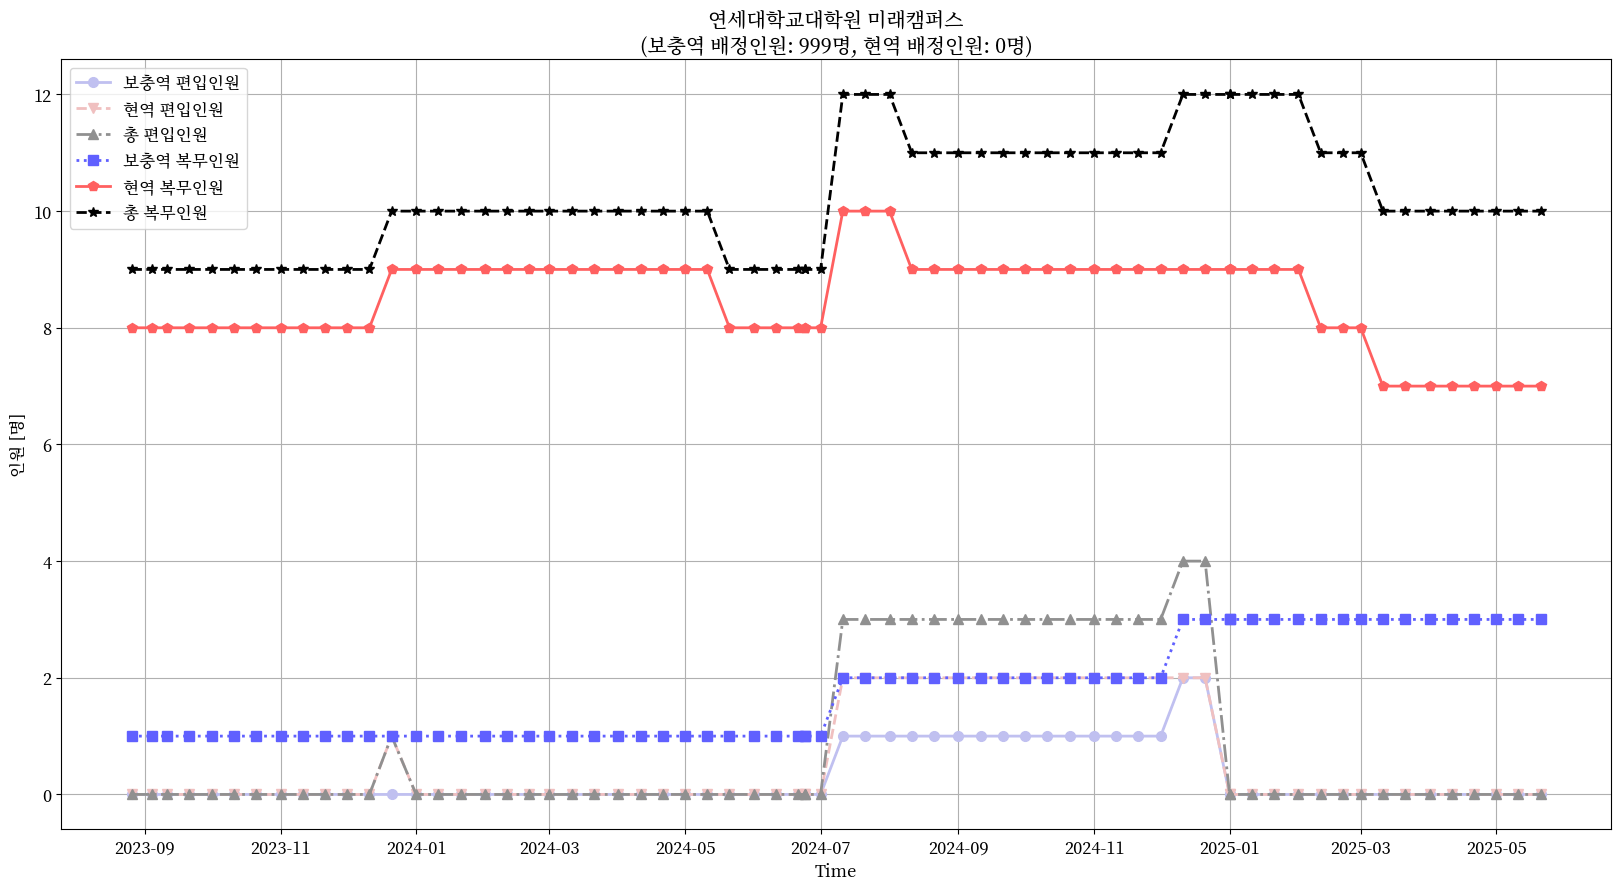 연세대학교대학원 미래캠퍼스
(보충역 배정인원: 999명, 현역 배정인원: 0명)
보충역 편입인원
현역 편입인원
총 편입인원
보충역 복무인원
현역 복무인원
총 복무인원
인원 [명]
12
10
8
6
4
2
0
2023-09
2023-11
2024-01
2024-03
2024-05
2024-07
2024-09
2024-11
2025-01
2025-03
2025-05
Time